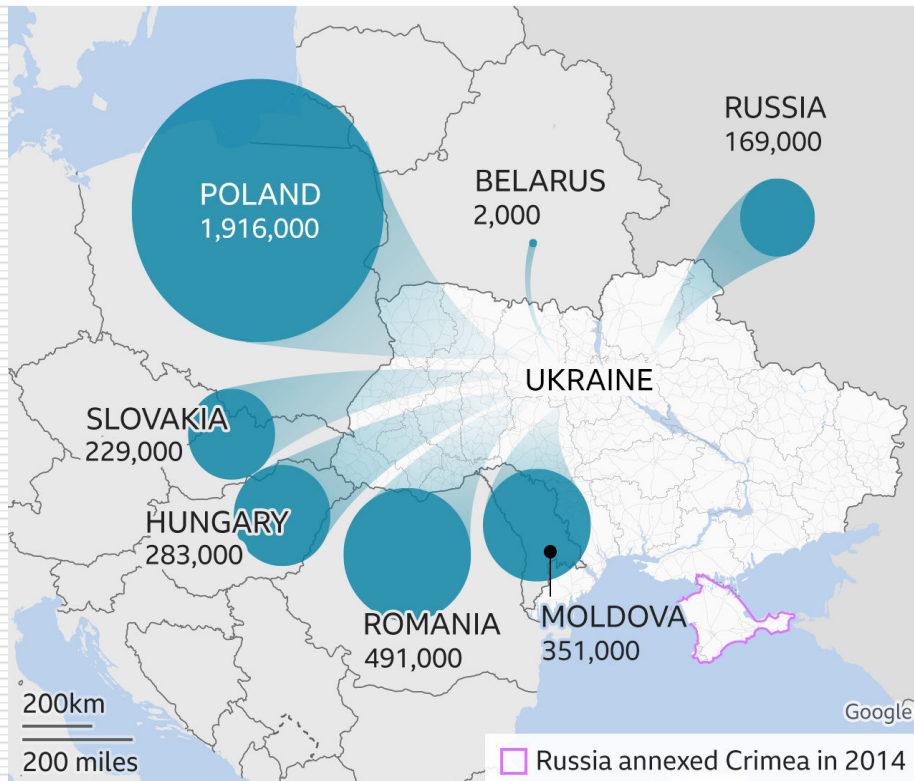 RUSSIA
169,000
BELARUS
2,000
POLAND
1,916,000
UKRAINE
SLOVAKIA
229,000
HUNGARY
283,000
ROMANIA
491,000
MOLDOVA
351,000
200km
200 miles
Google
Russia annexed Crimea in 2014